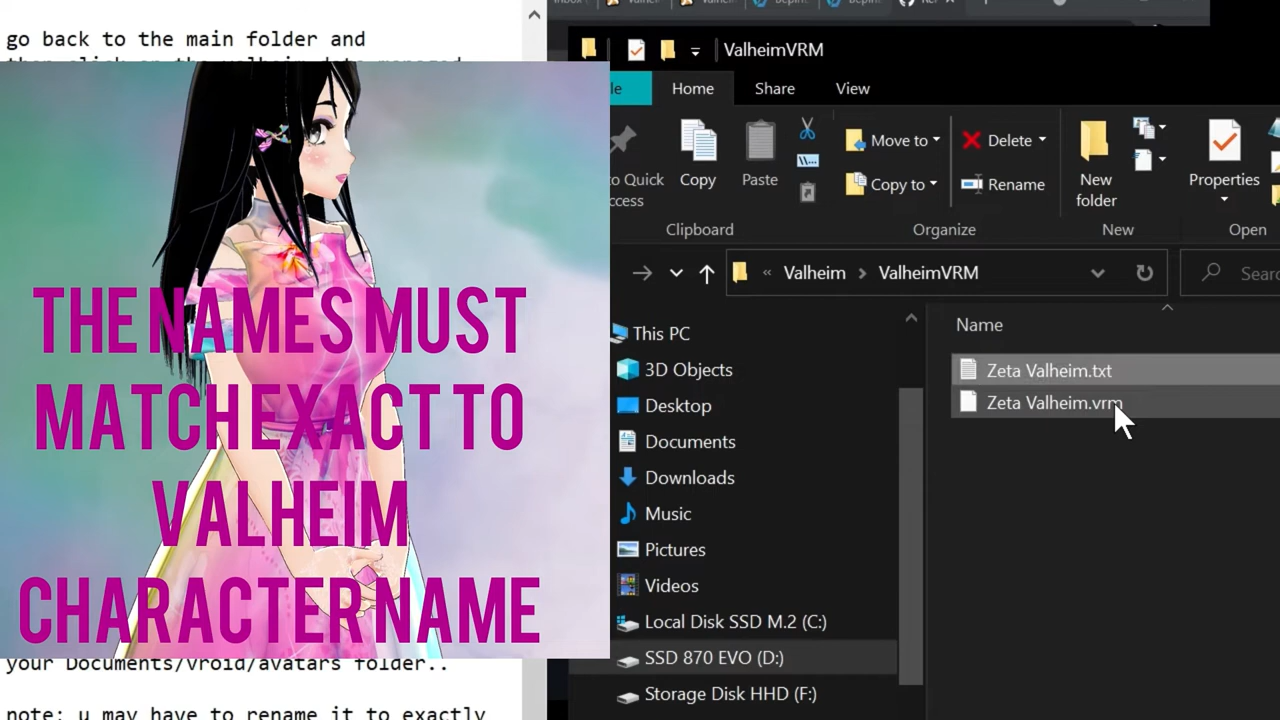 go back to the main folder and
THE NAMES MUST
MATCH EXACT TO
VALHEIM
CHARACTER NAME
your Documents/vroid/avatars folder..
note: u may have to rename it to exactly
ValheimVRM
Home
Share
View
Copy
Paste
Move to
Copy to
Delete
Rename
New
folder
Properties
Clipboard
Organize
New
Open
« Valheim > ValheimVRM
Name
This PC
3D Objects
Desktop
Documents
Downloads
Music
Pictures
Videos
Local Disk SSD M.2 (C:)
SSD 870 EVO (D:)
Storage Disk HHD (F:)
Zeta Valheim.txt
Zeta Valheim.vrm